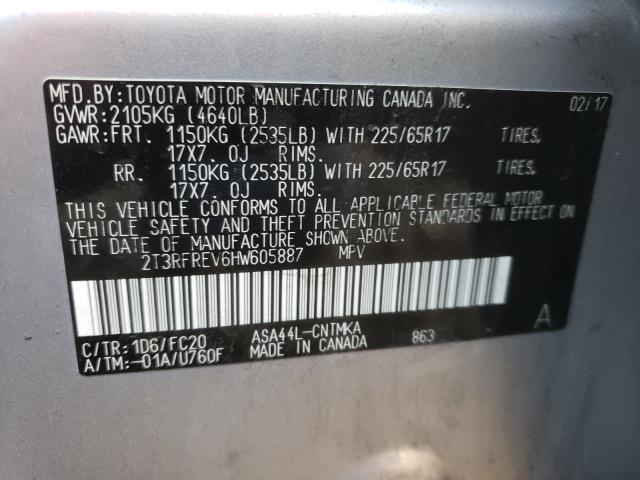 MFD.BY:TOYOTA MOTOR MANUFACTURING CANADA INC. 02/17
GVWR:2105KG (4640LB)
GAWR:FRT. 1150KG (2535LB) WITH 225/65R17 TIRES,
17X7.0J RIMS.
RR. 1150KG (2535LB) WITH 225/65R17 TIRES,
17X7.0J RIMS.
THIS VEHICLE CONFORMS TO ALL APPLICABLE FEDERAL MOTOR
VEHICLE SAFETY AND THEFT PREVENTION STANDARDS IN EFFECT ON
THE DATE OF MANUFACTURE SHOWN ABOVE.
2T3RFREV6HW605887 MPV
C/TR:1D6/FC20 ASA44L-CNTMKA 863 A
A/TM:-01A/U760F MADE IN CANADA